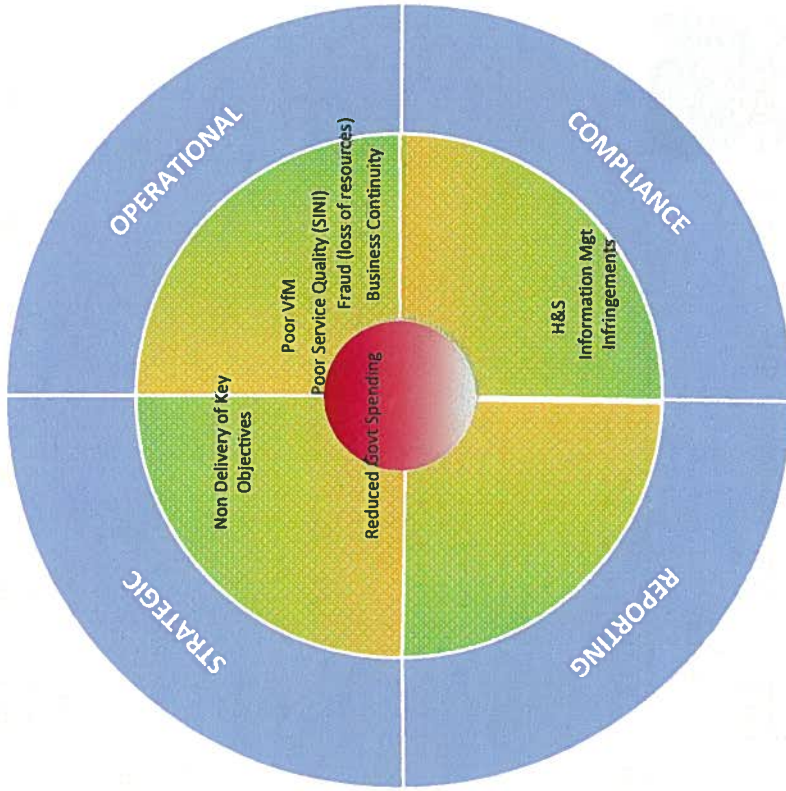 STRATEGIC
OPERATIONAL
Non Delivery of Key
Objectives
Reduced Govt Spending
Poor VfM
Poor Service Quality (SINI)
Fraud (loss of resources)
Business Continuity
H&S
Information Mgt
Infringements
REPORTING
COMPLIANCE